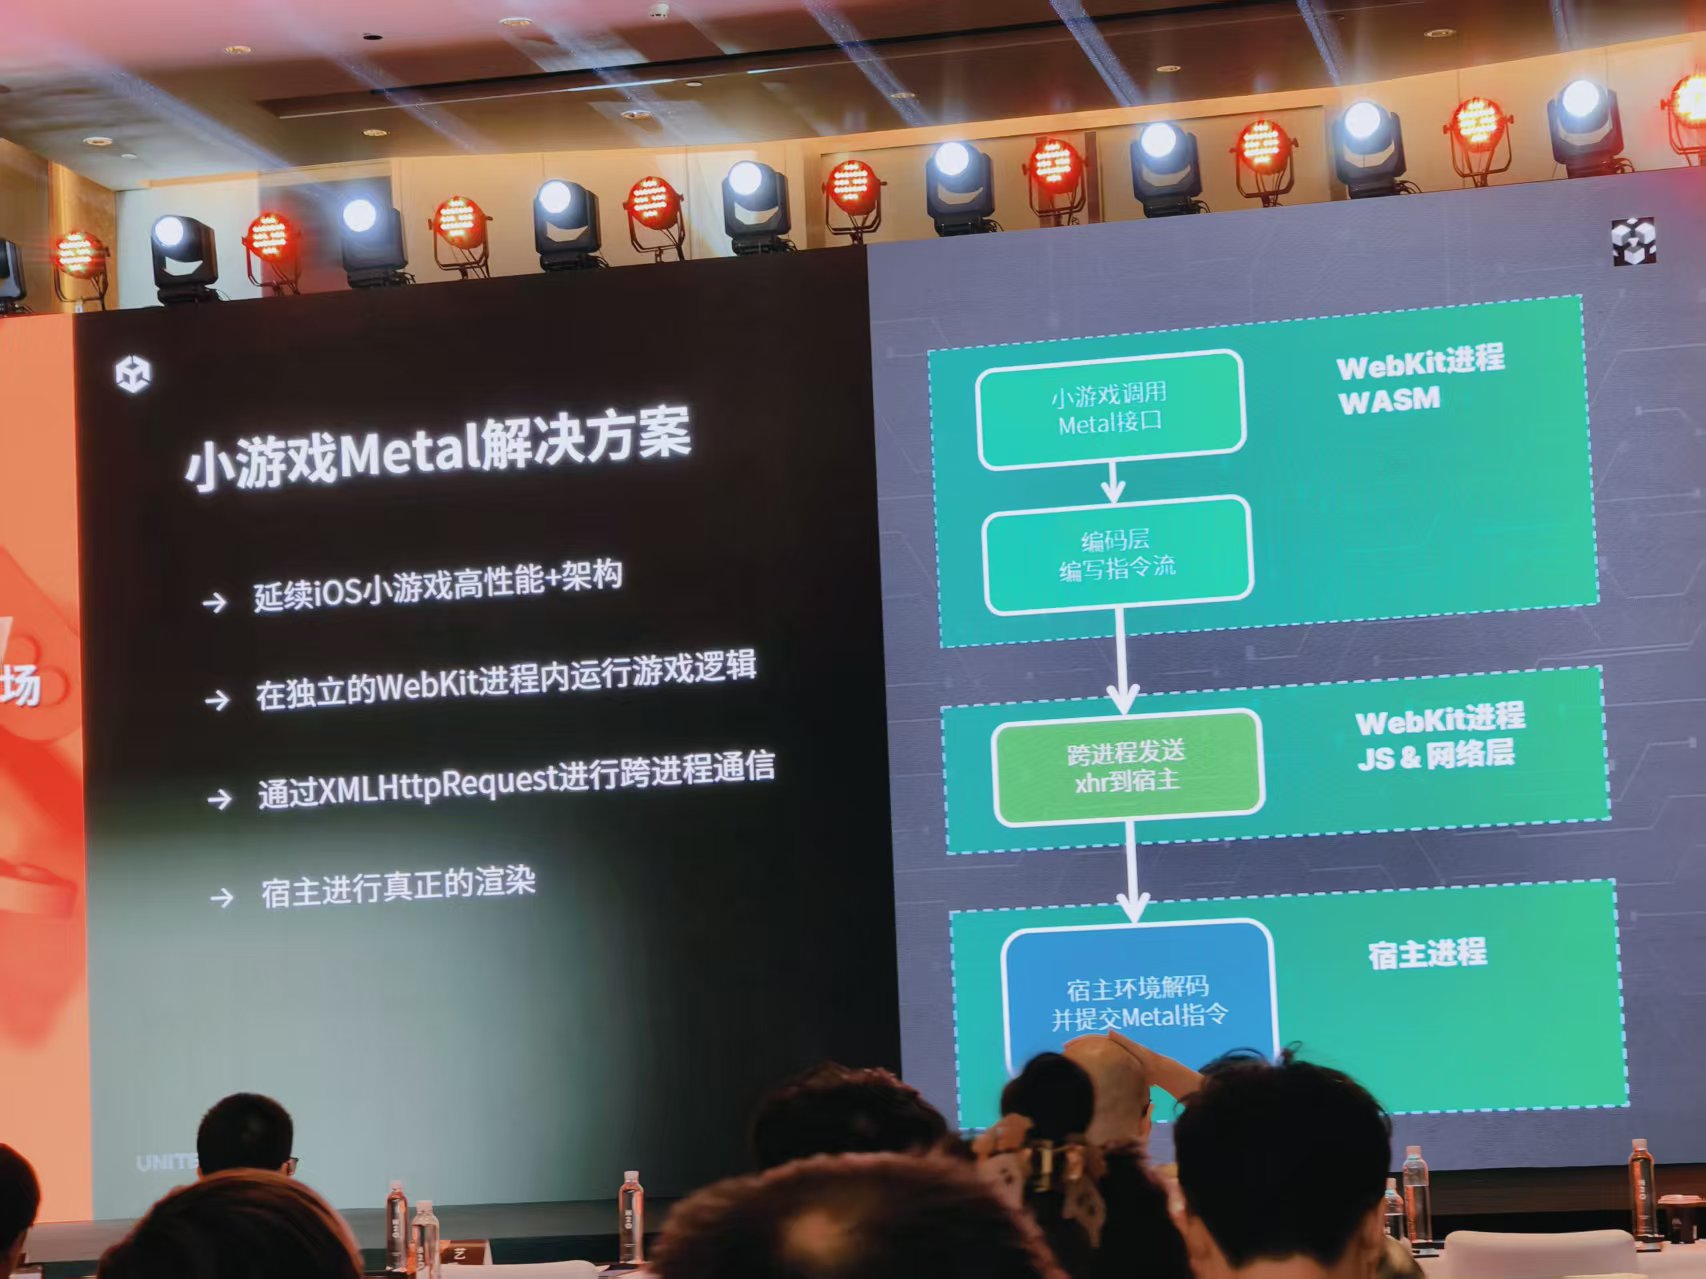 场
小游戏Metal解决方案
→ 延续iOS小游戏高性能+架构
→ 在独立的WebKit进程内运行游戏逻辑
→ 通过XMLHttpRequest进行跨进程通信
→ 宿主进行真正的渲染
UNITE
小游戏调用
Metal接口
编码层
编写指令流
WebKit进程
WASM
跨进程发送
xhr到宿主
WebKit进程
JS & 网络层
宿主环境解码
并提交Metal指令
宿主进程
艺